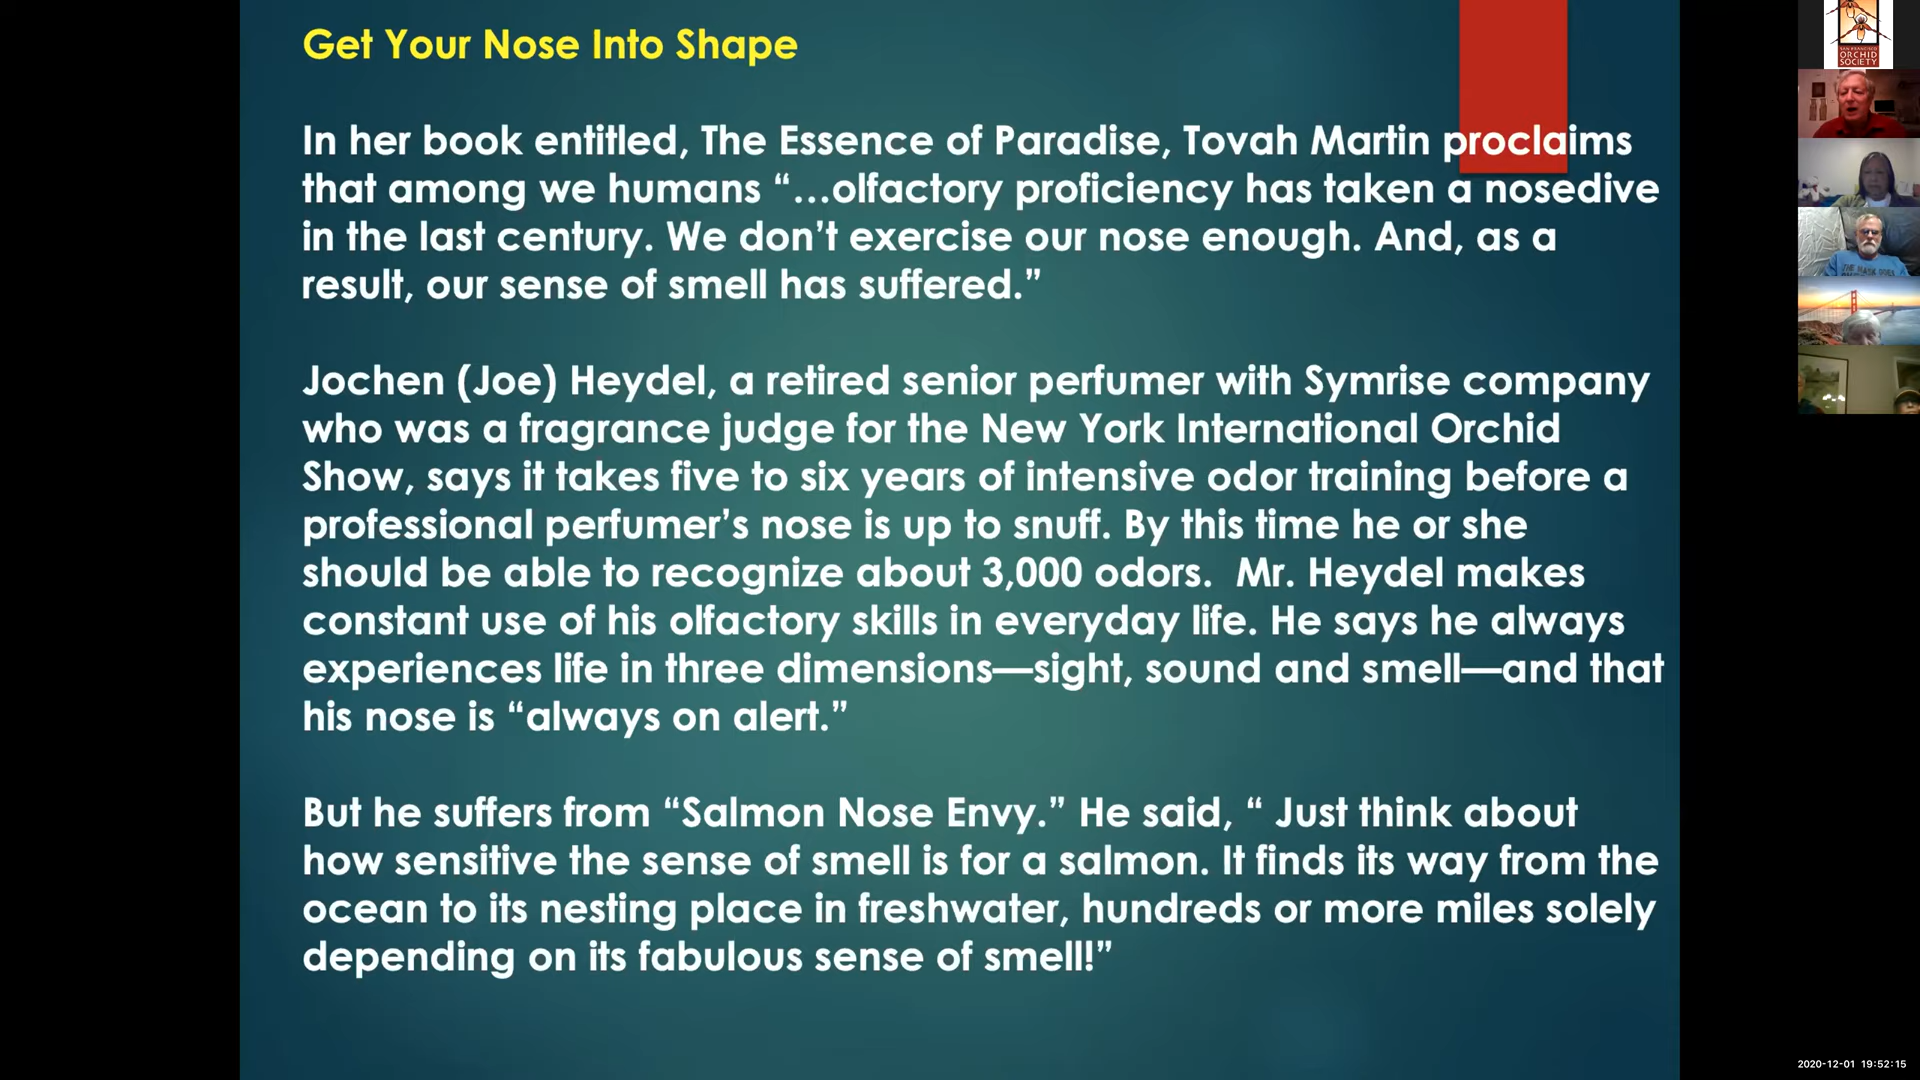 Get Your Nose Into Shape
In her book entitled, The Essence of Paradise, Tovah Martin proclaims
that among we humans “…olfactory proficiency has taken a nosedive
in the last century. We don’t exercise our nose enough. And, as a
result, our sense of smell has suffered.”
Jochen (Joe) Heydel, a retired senior perfumer with Symrise company
who was a fragrance judge for the New York International Orchid
Show, says it takes five to six years of intensive odor training before a
professional perfumer’s nose is up to snuff. By this time he or she
should be able to recognize about 3,000 odors.  Mr. Heydel makes
constant use of his olfactory skills in everyday life. He says he always
experiences life in three dimensions—sight, sound and smell—and that
his nose is “always on alert.”
But he suffers from “Salmon Nose Envy.” He said, “ Just think about
how sensitive the sense of smell is for a salmon. It finds its way from the
ocean to its nesting place in freshwater, hundreds or more miles solely
depending on its fabulous sense of smell!”
SAN FRANCISCO
ORCHID
SOCIETY
THE MASK GOES
2020-12-01 19:52:15